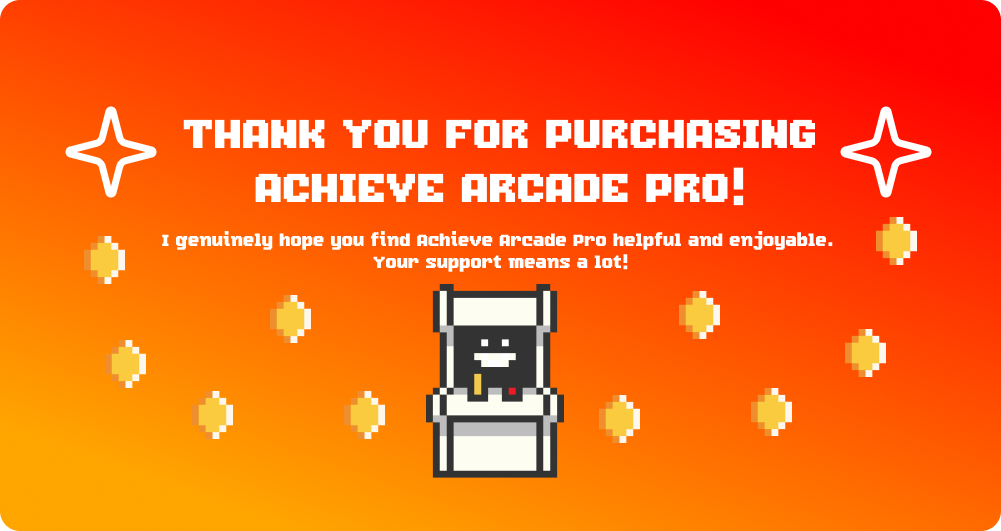 THANK YOU FOR PURCHASING
ACHIEVE ARCADE PRO!
I genuinely hope you find Achieve Arcade Pro helpful and enjoyable.
Your support means a lot!